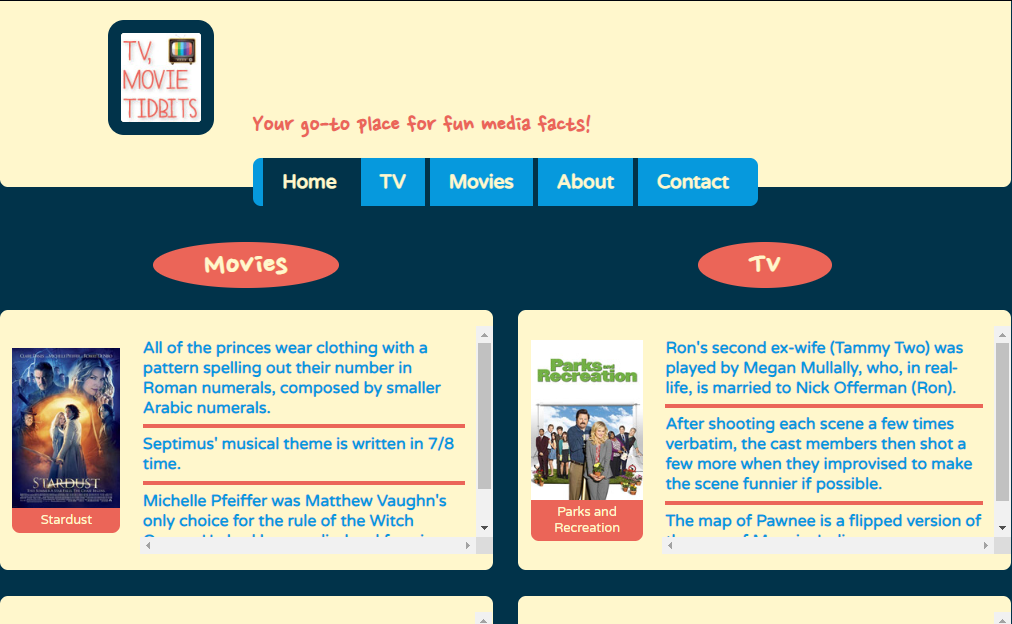 TV,
MOVIE
TIDBITS
Your go-to place for fun media facts!
Home TV Movies About Contact
Movies
TV
STARDUST
Stardust
All of the princes wear clothing with a
pattern spelling out their number in
Roman numerals, composed by smaller
Arabic numerals.
Septimus' musical theme is written in 7/8
time.
Michelle Pfeiffer was Matthew Vaughn's
only choice for the rule of the Witch
Parks and
Recreation
Parks and
Recreation
Ron's second ex-wife (Tammy Two) was
played by Megan Mullally, who, in real-
life, is married to Nick Offerman (Ron).
After shooting each scene a few times
verbatim, the cast members then shot a
few more when they improvised to make
the scene funnier if possible.
The map of Pawnee is a flipped version of